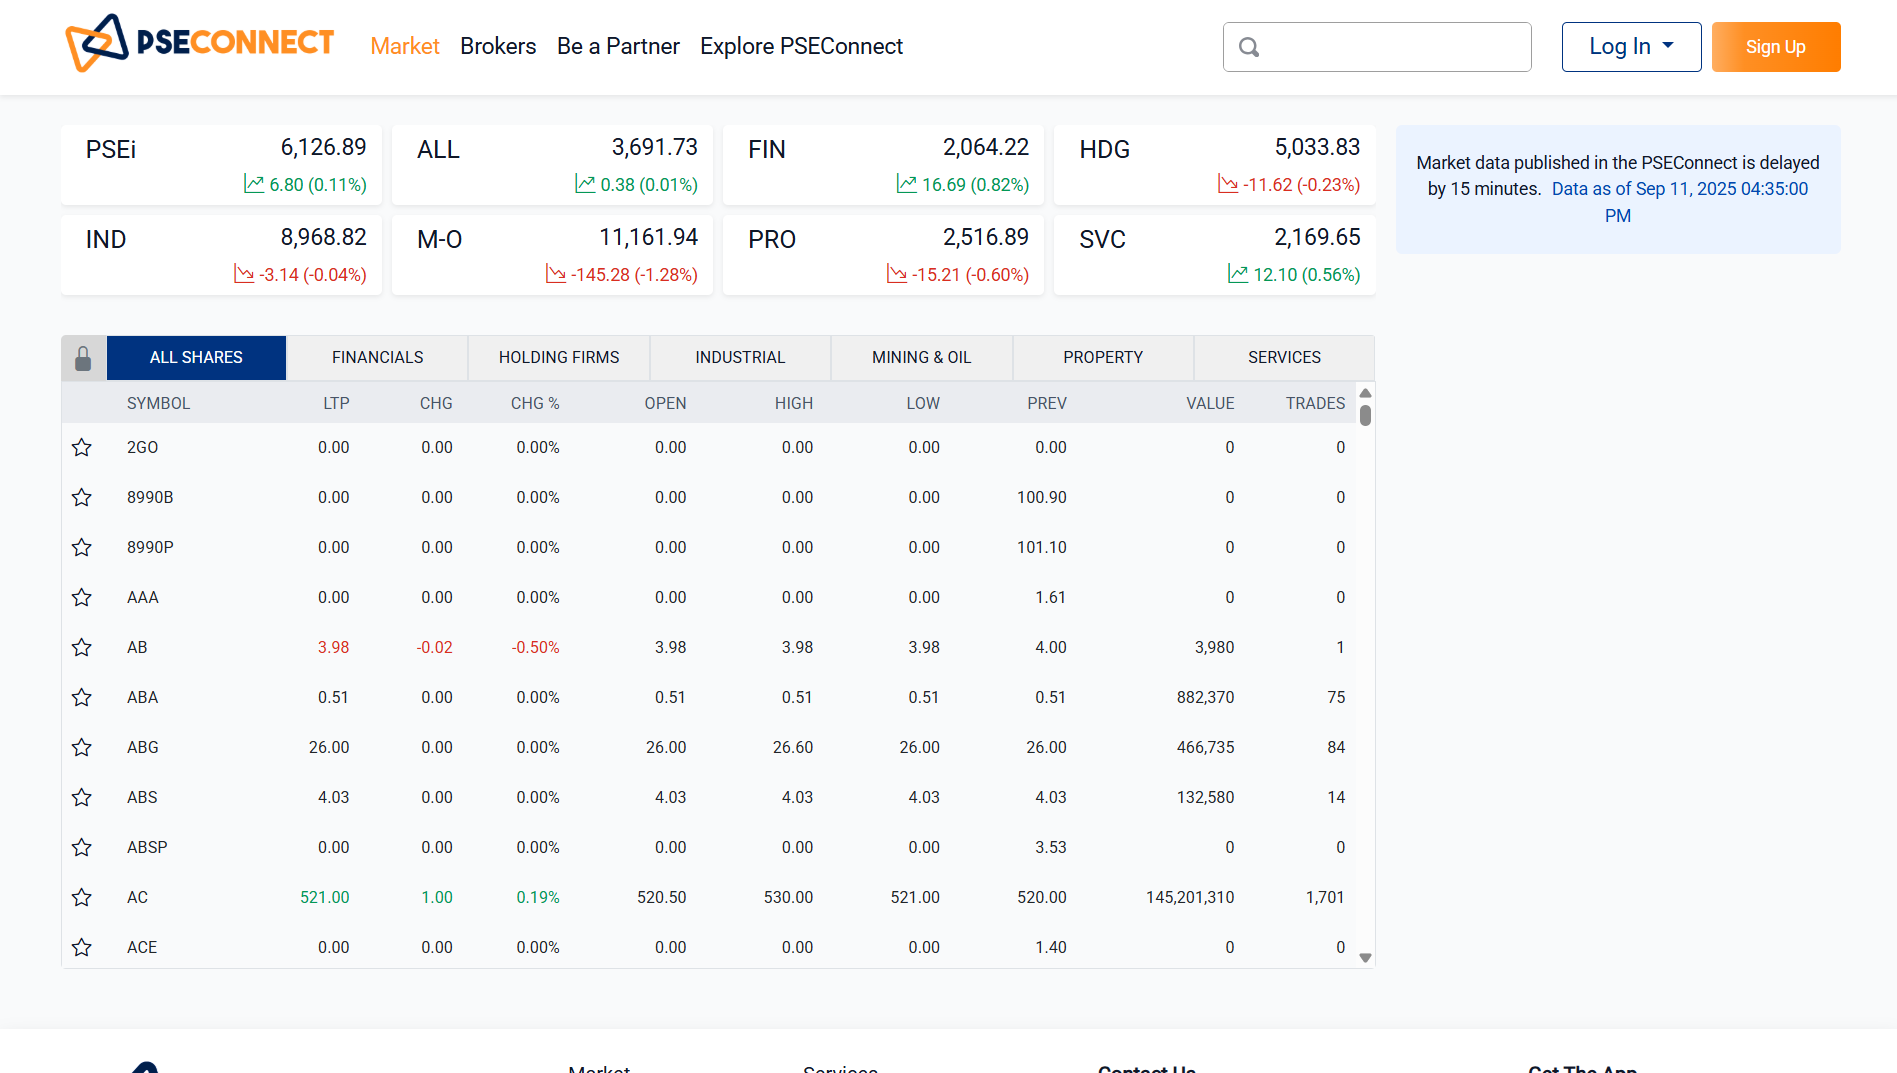 PSECONNECT Market Brokers Be a Partner Explore PSEConnect Log In Sign Up
PSEi 6,126.89 ALL 3,691.73 FIN 2,064.22 HDG 5,033.83
6.80 (0.11%) 0.38 (0.01%) 16.69 (0.82%) -11.62 (-0.23%)
IND 8,968.82 M-O 11,161.94 PRO 2,516.89 SVC 2,169.65
-3.14 (-0.04%) -145.28 (-1.28%) -15.21 (-0.60%) 12.10 (0.56%)
Market data published in the PSEConnect is delayed
by 15 minutes. Data as of Sep 11, 2025 04:35:00
PM
ALL SHARES FINANCIALS HOLDING FIRMS INDUSTRIAL MINING & OIL PROPERTY SERVICES
SYMBOL LTP CHG CHG % OPEN HIGH LOW PREV VALUE TRADES
2GO 0.00 0.00 0.00% 0.00 0.00 0.00 0.00 0 0
8990B 0.00 0.00 0.00% 0.00 0.00 0.00 100.90 0 0
8990P 0.00 0.00 0.00% 0.00 0.00 0.00 101.10 0 0
AAA 0.00 0.00 0.00% 0.00 0.00 0.00 1.61 0 0
AB 3.98 -0.02 -0.50% 3.98 3.98 3.98 4.00 3,980 1
ABA 0.51 0.00 0.00% 0.51 0.51 0.51 0.51 882,370 75
ABG 26.00 0.00 0.00% 26.00 26.60 26.00 26.00 466,735 84
ABS 4.03 0.00 0.00% 4.03 4.03 4.03 4.03 132,580 14
ABSP 0.00 0.00 0.00% 0.00 0.00 0.00 3.53 0 0
AC 521.00 1.00 0.19% 520.50 530.00 521.00 520.00 145,201,310 1,701
ACE 0.00 0.00 0.00% 0.00 0.00 0.00 1.40 0 0
Market Services Contact Us Get The App